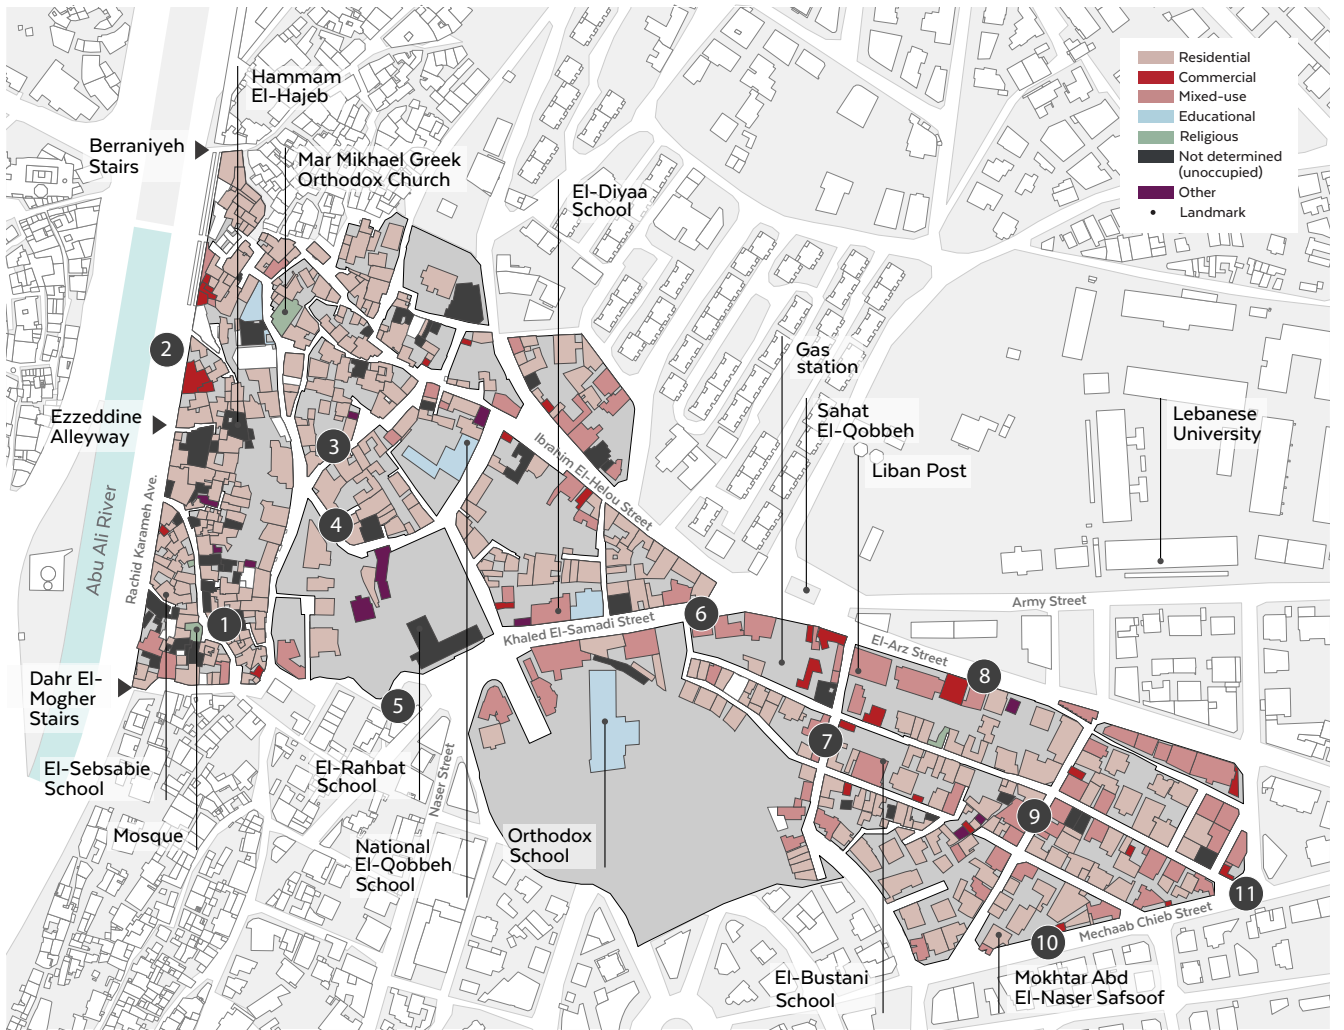 Hammam
El-Hajeb
Berraniyeh
Stairs
Mar Mikhael Greek
Orthodox Church
El-Diyaa
School
Residential
Commercial
Mixed-use
Educational
Religious
Not determined
(unoccupied)
Other
Landmark
2
Gas
station
Sahat
El-Qobbeh
Lebanese
University
Ezzeddine
Alleyway
3
Ibrahim El-Helou Street
Liban Post
Abu Ali River
Rachid Karameh Ave.
4
1
6
Khaled El-Samadi Street
Army Street
El-Arz Street
8
Dahr El-
Mogher
Stairs
5
7
El-Sebsabie
School
El-Rahbat
School
Naser Street
9
Mosque
National
El-Qobbeh
School
Orthodox
School
11
Mechaab Chieb Street
10
El-Bustani
School
Mokhtar Abd
El-Naser Safsoof